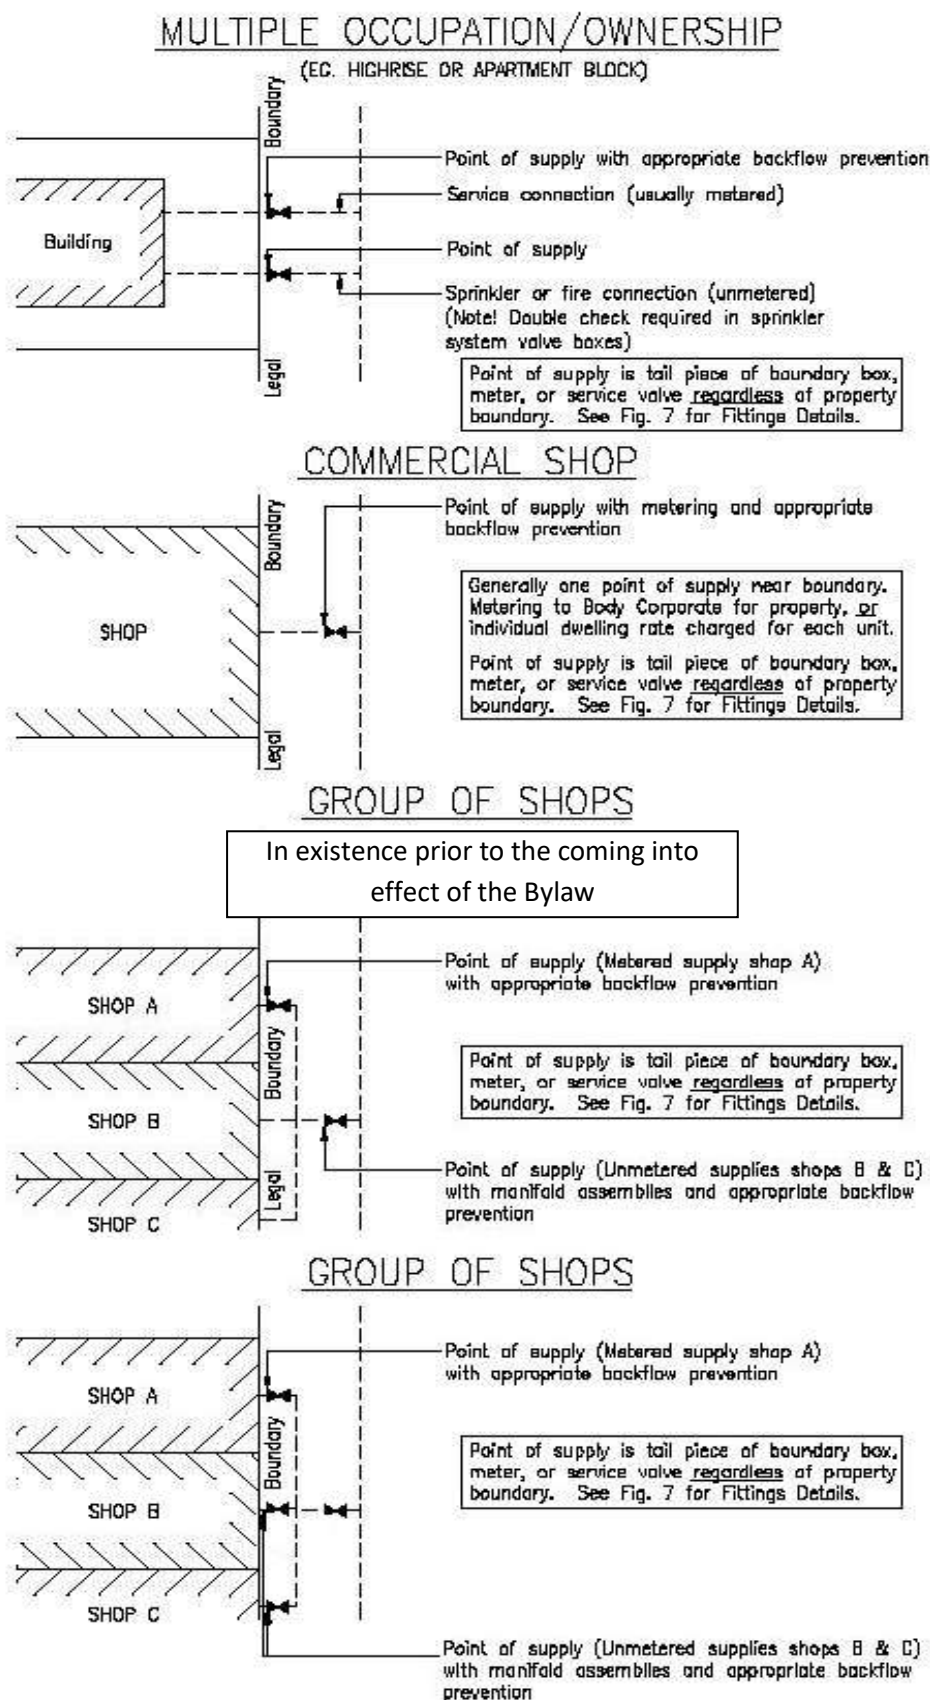 MULTIPLE OCCUPATION/OWNERSHIP
(EG. HIGHRISE OR APARTMENT BLOCK)
Boundary
Point of supply with appropriate backflow prevention
Service connection (usually metered)
Building
Point of supply
Sprinkler or fire connection (unmetered)
(Note! Double check required in sprinkler
system valve boxes)
Legal
Point of supply is tail piece of boundary box,
meter, or service valve regardless of property
boundary. See Fig. 7 for Fittings Details.
COMMERCIAL SHOP
Boundary
Point of supply with metering and appropriate
backflow prevention
SHOP
Generally one point of supply near boundary.
Metering to Body Corporate for property, or
individual dwelling rate charged for each unit.
Point of supply is tail piece of boundary box,
meter, or service valve regardless of property
boundary. See Fig. 7 for Fittings Details.
Legal
GROUP OF SHOPS
In existence prior to the coming into
effect of the Bylaw
Point of supply (Metered supply shop A)
with appropriate backflow prevention
SHOP A
Boundary
Point of supply is tail piece of boundary box,
meter, or service valve regardless of property
boundary. See Fig. 7 for Fittings Details.
SHOP B
Legal
Point of supply (Unmetered supplies shops B & C)
with manifold assemblies and appropriate backflow
prevention
SHOP C
GROUP OF SHOPS
Point of supply (Metered supply shop A)
with appropriate backflow prevention
SHOP A
Boundary
Point of supply is tail piece of boundary box,
meter, or service valve regardless of property
boundary. See Fig. 7 for Fittings Details.
SHOP B
SHOP C
Point of supply (Unmetered supplies shops B & C)
with manifold assemblies and appropriate backflow
prevention